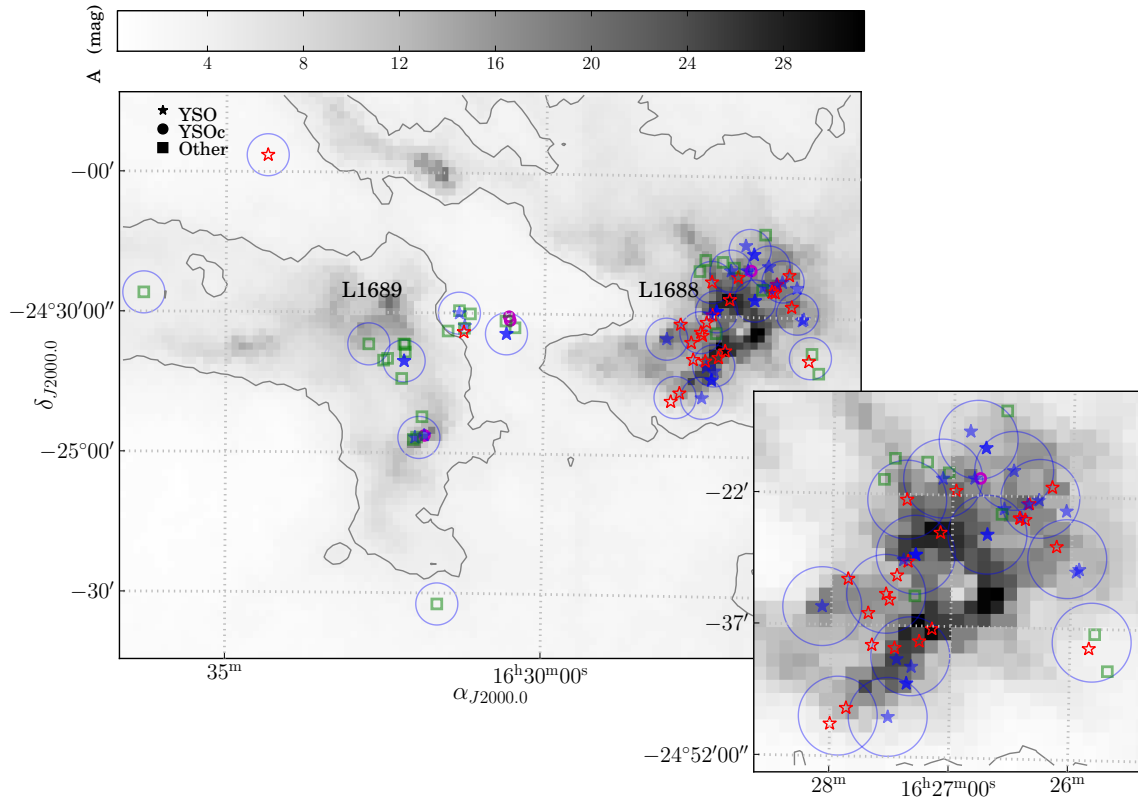 A (mag)
4 8 12 16 20 24 28
YSO
YSOc
Other
L1689
L1688
−00′
−24°30′00″
−25°00′
−30′
δJ2000.0
35ᵐ
16ʰ30ᵐ00ˢ
αJ2000.0
−22′
−37′
−24°52′00″
28ᵐ
16ʰ27ᵐ00ˢ
26ᵐ